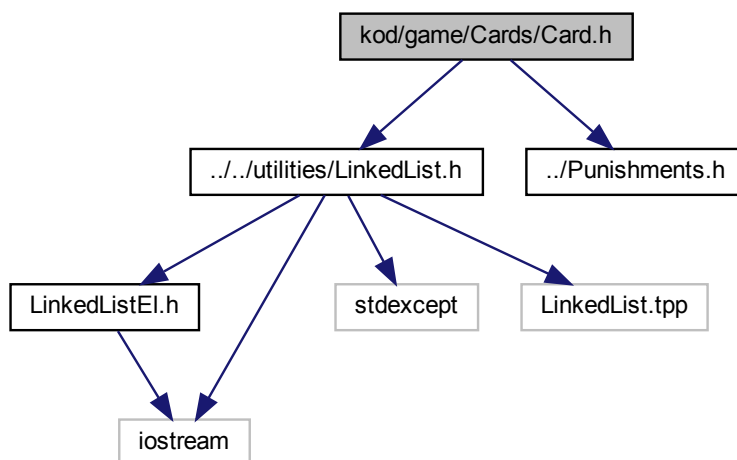 kod/game/Cards/Card.h
../../utilities/LinkedList.h
../Punishments.h
LinkedListEl.h
stdexcept
LinkedList.tpp
iostream